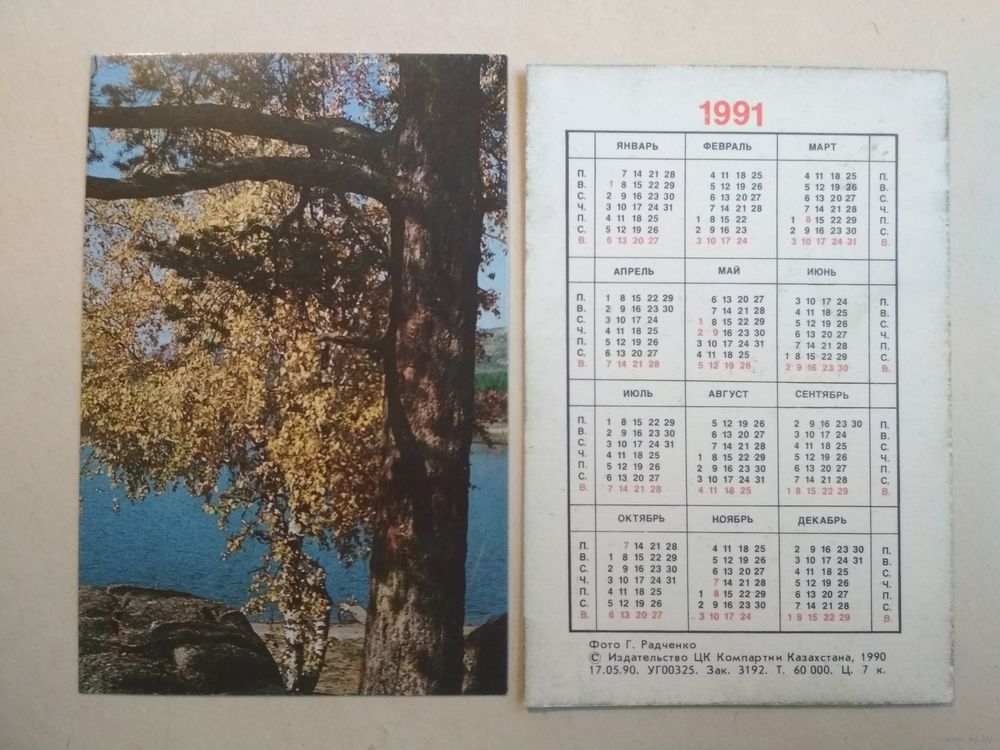 1991
ЯНВАРЬ ФЕВРАЛЬ МАРТ
П. 7 14 21 28 4 11 18 25 4 11 18 25 П.
В. 1 8 15 22 29 5 12 19 26 5 12 19 26 В.
С. 2 9 16 23 30 6 13 20 27 6 13 20 27 С.
Ч. 3 10 17 24 31 7 14 21 28 7 14 21 28 Ч.
П. 4 11 18 25 1 8 15 22 1 8 15 22 29 П.
С. 5 12 19 26 2 9 16 23 2 9 16 23 30 С.
В. 6 13 20 27 3 10 17 24 3 10 17 24 31 В.
АПРЕЛЬ МАЙ ИЮНЬ
П. 1 8 15 22 29 6 13 20 27 3 10 17 24 П.
В. 2 9 16 23 30 7 14 21 28 4 11 18 25 В.
С. 3 10 17 24 1 8 15 22 29 5 12 19 26 С.
Ч. 4 11 18 25 2 9 16 23 30 6 13 20 27 Ч.
П. 5 12 19 26 3 10 17 24 31 7 14 21 28 П.
С. 6 13 20 27 4 11 18 25 1 8 15 22 29 С.
В. 7 14 21 28 5 12 19 26 2 9 16 23 30 В.
ИЮЛЬ АВГУСТ СЕНТЯБРЬ
П. 1 8 15 22 29 5 12 19 26 2 9 16 23 30 П.
В. 2 9 16 23 30 6 13 20 27 3 10 17 24 В.
С. 3 10 17 24 31 7 14 21 28 4 11 18 25 С.
Ч. 4 11 18 25 1 8 15 22 29 5 12 19 26 Ч.
П. 5 12 19 26 2 9 16 23 30 6 13 20 27 П.
С. 6 13 20 27 3 10 17 24 31 7 14 21 28 С.
В. 7 14 21 28 4 11 18 25 1 8 15 22 29 В.
ОКТЯБРЬ НОЯБРЬ ДЕКАБРЬ
П. 7 14 21 28 4 11 18 25 2 9 16 23 30 П.
В. 1 8 15 22 29 5 12 19 26 3 10 17 24 31 В.
С. 2 9 16 23 30 6 13 20 27 4 11 18 25 С.
Ч. 3 10 17 24 31 7 14 21 28 5 12 19 26 Ч.
П. 4 11 18 25 1 8 15 22 29 6 13 20 27 П.
С. 5 12 19 26 2 9 16 23 30 7 14 21 28 С.
В. 6 13 20 27 3 10 17 24 1 8 15 22 29 В.
Фото Г. Радченко
© Издательство ЦК Компартии Казахстана, 1990
17.05.90. УГ00325. Зак. 3192. Т. 60 000. Ц. 7 к.
www.ay.by